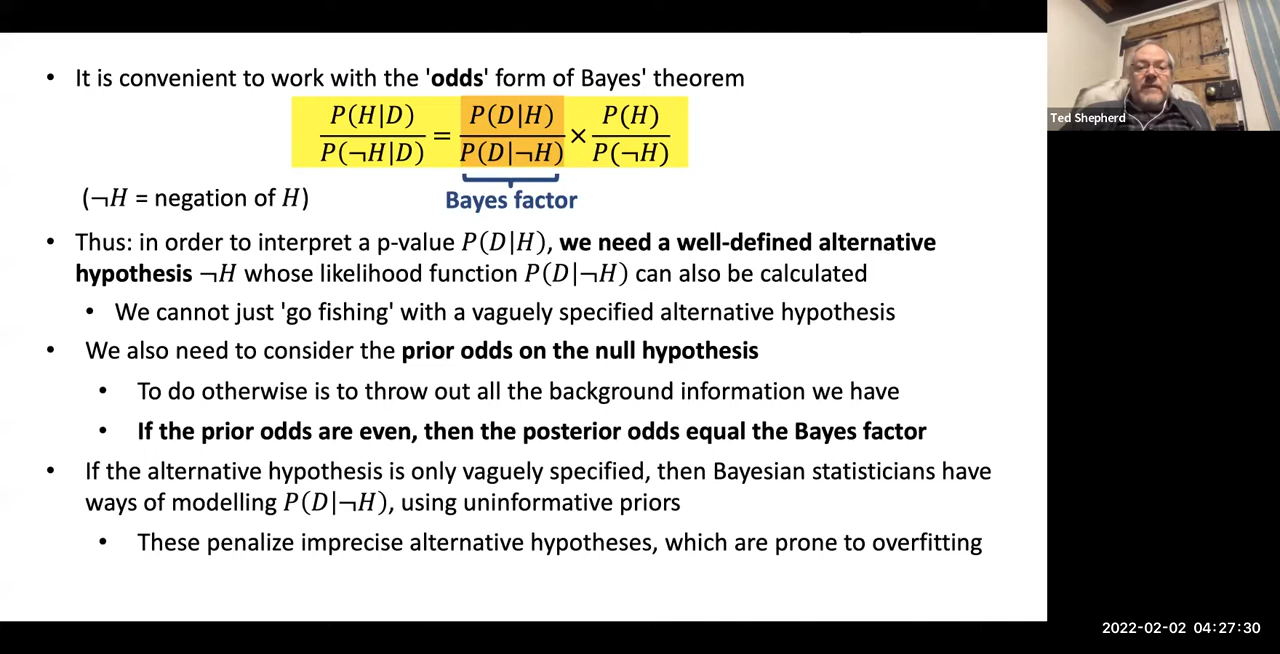 • It is convenient to work with the 'odds' form of Bayes' theorem
P(H|D) / P(¬H|D) = P(D|H) / P(D|¬H) × P(H) / P(¬H)
(¬H = negation of H)
Bayes factor
• Thus: in order to interpret a p-value P(D|H), we need a well-defined alternative
hypothesis ¬H whose likelihood function P(D|¬H) can also be calculated
• We cannot just 'go fishing' with a vaguely specified alternative hypothesis
• We also need to consider the prior odds on the null hypothesis
• To do otherwise is to throw out all the background information we have
• If the prior odds are even, then the posterior odds equal the Bayes factor
• If the alternative hypothesis is only vaguely specified, then Bayesian statisticians have
ways of modelling P(D|¬H), using uninformative priors
• These penalize imprecise alternative hypotheses, which are prone to overfitting
Ted Shepherd
2022-02-02 04:27:30